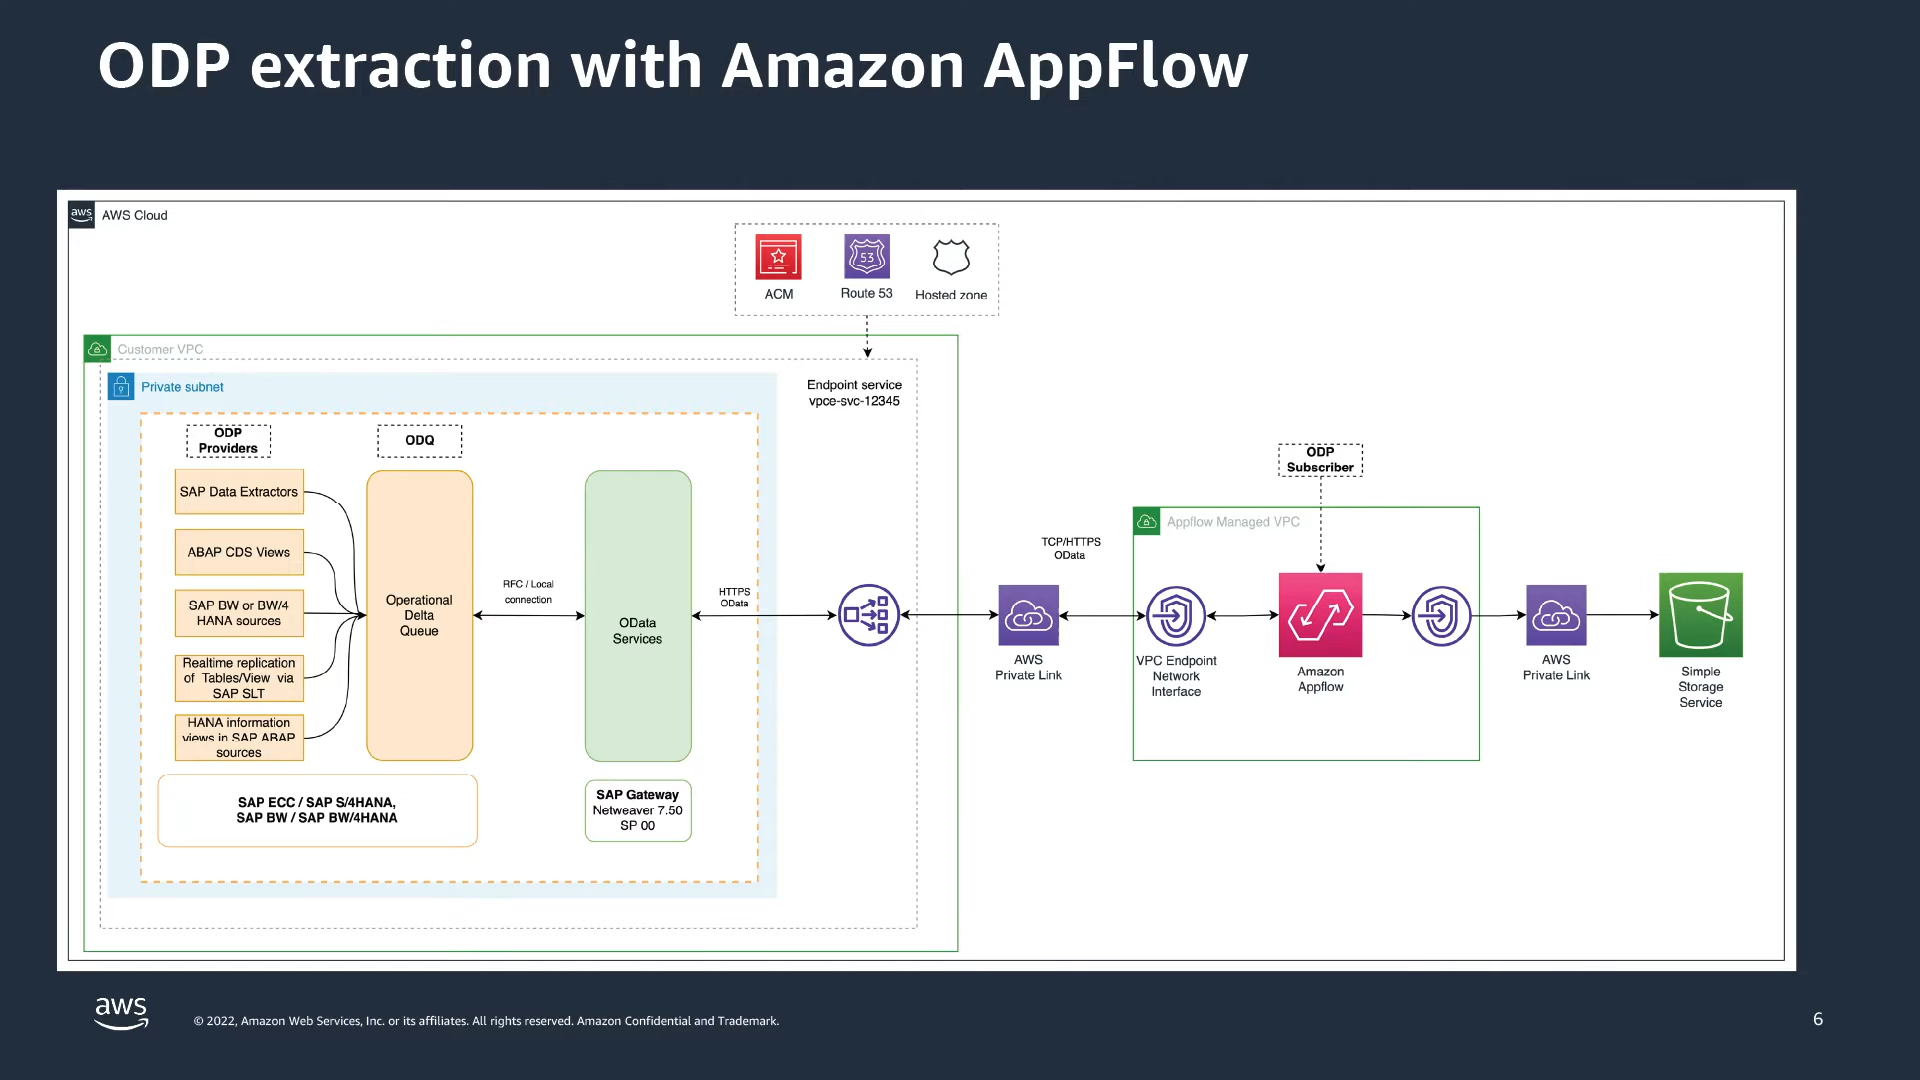 ODP extraction with Amazon AppFlow
aws
AWS Cloud
53
ACM
Route 53
Hosted zone
Customer VPC
Private subnet
Endpoint service
vpce-svc-12345
ODP
Providers
ODQ
SAP Data Extractors
ABAP CDS Views
SAP BW or BW/4
HANA sources
Realtime replication
of Tables/View via
SAP SLT
HANA information
views in SAP ABAP
sources
Operational
Delta
Queue
RFC / Local
connection
OData
Services
HTTPS
OData
SAP ECC / SAP S/4HANA,
SAP BW / SAP BW/4HANA
SAP Gateway
Netweaver 7.50
SP 00
AWS
Private Link
TCP/HTTPS
OData
ODP
Subscriber
Appflow Managed VPC
VPC Endpoint
Network
Interface
Amazon
Appflow
AWS
Private Link
Simple
Storage
Service
aws
© 2022, Amazon Web Services, Inc. or its affiliates. All rights reserved. Amazon Confidential and Trademark.
6